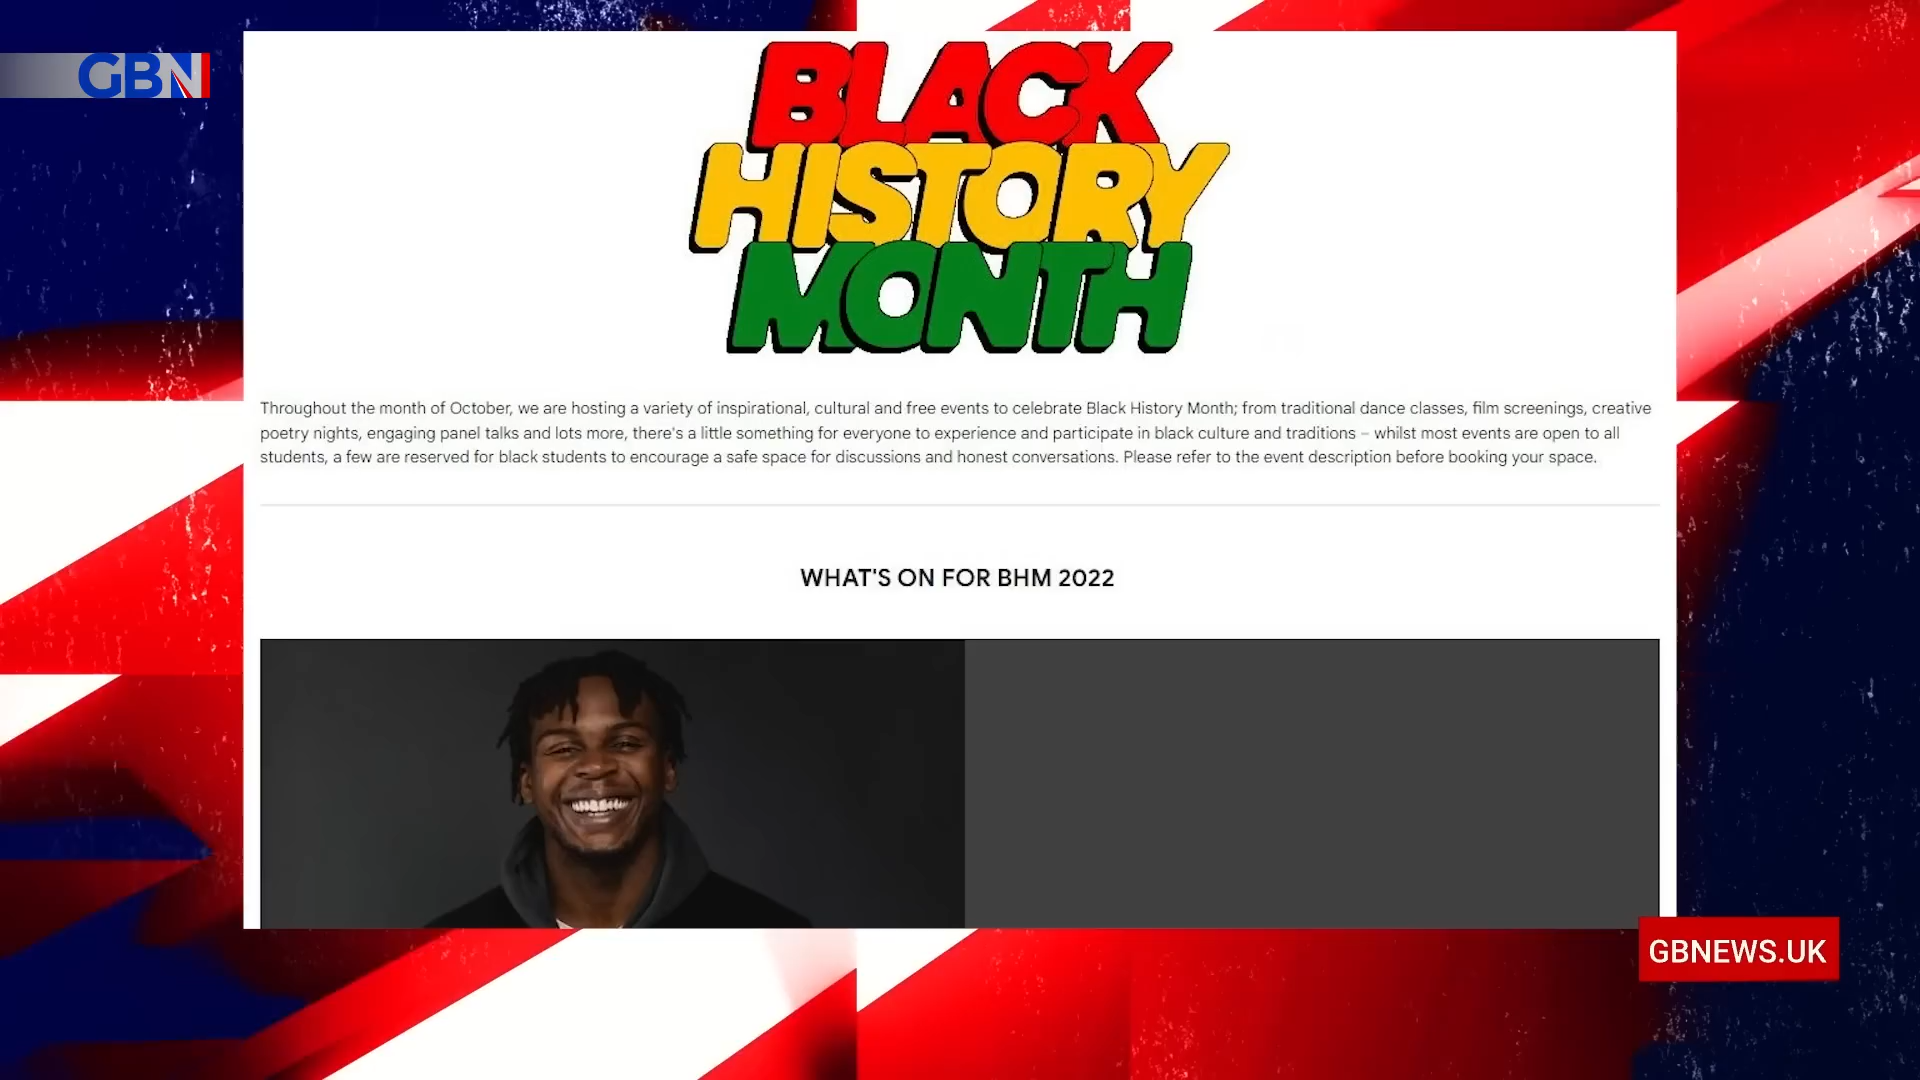 GBN
BLACK
HISTORY
MONTH
Throughout the month of October, we are hosting a variety of inspirational, cultural and free events to celebrate Black History Month; from traditional dance classes, film screenings, creative
poetry nights, engaging panel talks and lots more, there's a little something for everyone to experience and participate in black culture and traditions – whilst most events are open to all
students, a few are reserved for black students to encourage a safe space for discussions and honest conversations. Please refer to the event description before booking your space.
WHAT'S ON FOR BHM 2022
GBNEWS.UK